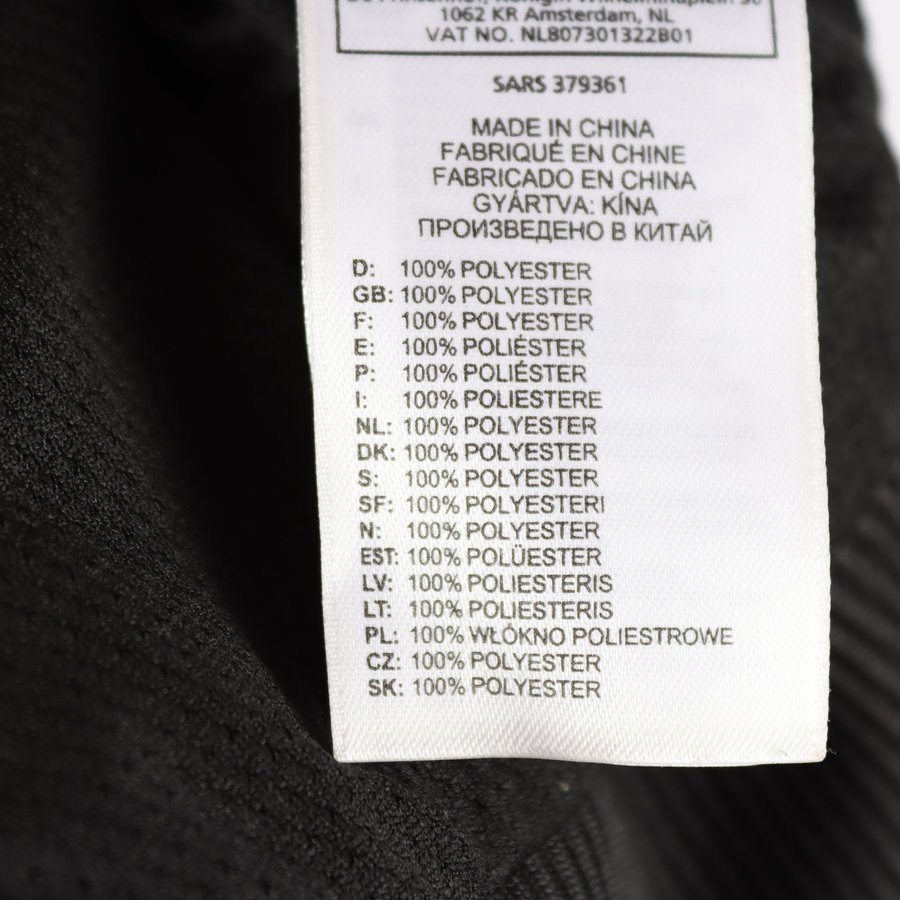 1062 KR Amsterdam, NL
VAT NO. NL807301322B01
SARS 379361
MADE IN CHINA
FABRIQUÉ EN CHINE
FABRICADO EN CHINA
GYÁRTVA: KÍNA
ПРОИЗВЕДЕНО В КИТАЙ
D: 100% POLYESTER
GB: 100% POLYESTER
F: 100% POLYESTER
E: 100% POLIÉSTER
P: 100% POLIÉSTER
I: 100% POLIESTERE
NL: 100% POLYESTER
DK: 100% POLYESTER
S: 100% POLYESTER
SF: 100% POLYESTERI
N: 100% POLYESTER
EST: 100% POLÜESTER
LV: 100% POLIESTERIS
LT: 100% POLIESTERIS
PL: 100% WŁÓKNO POLIESTROWE
CZ: 100% POLYESTER
SK: 100% POLYESTER